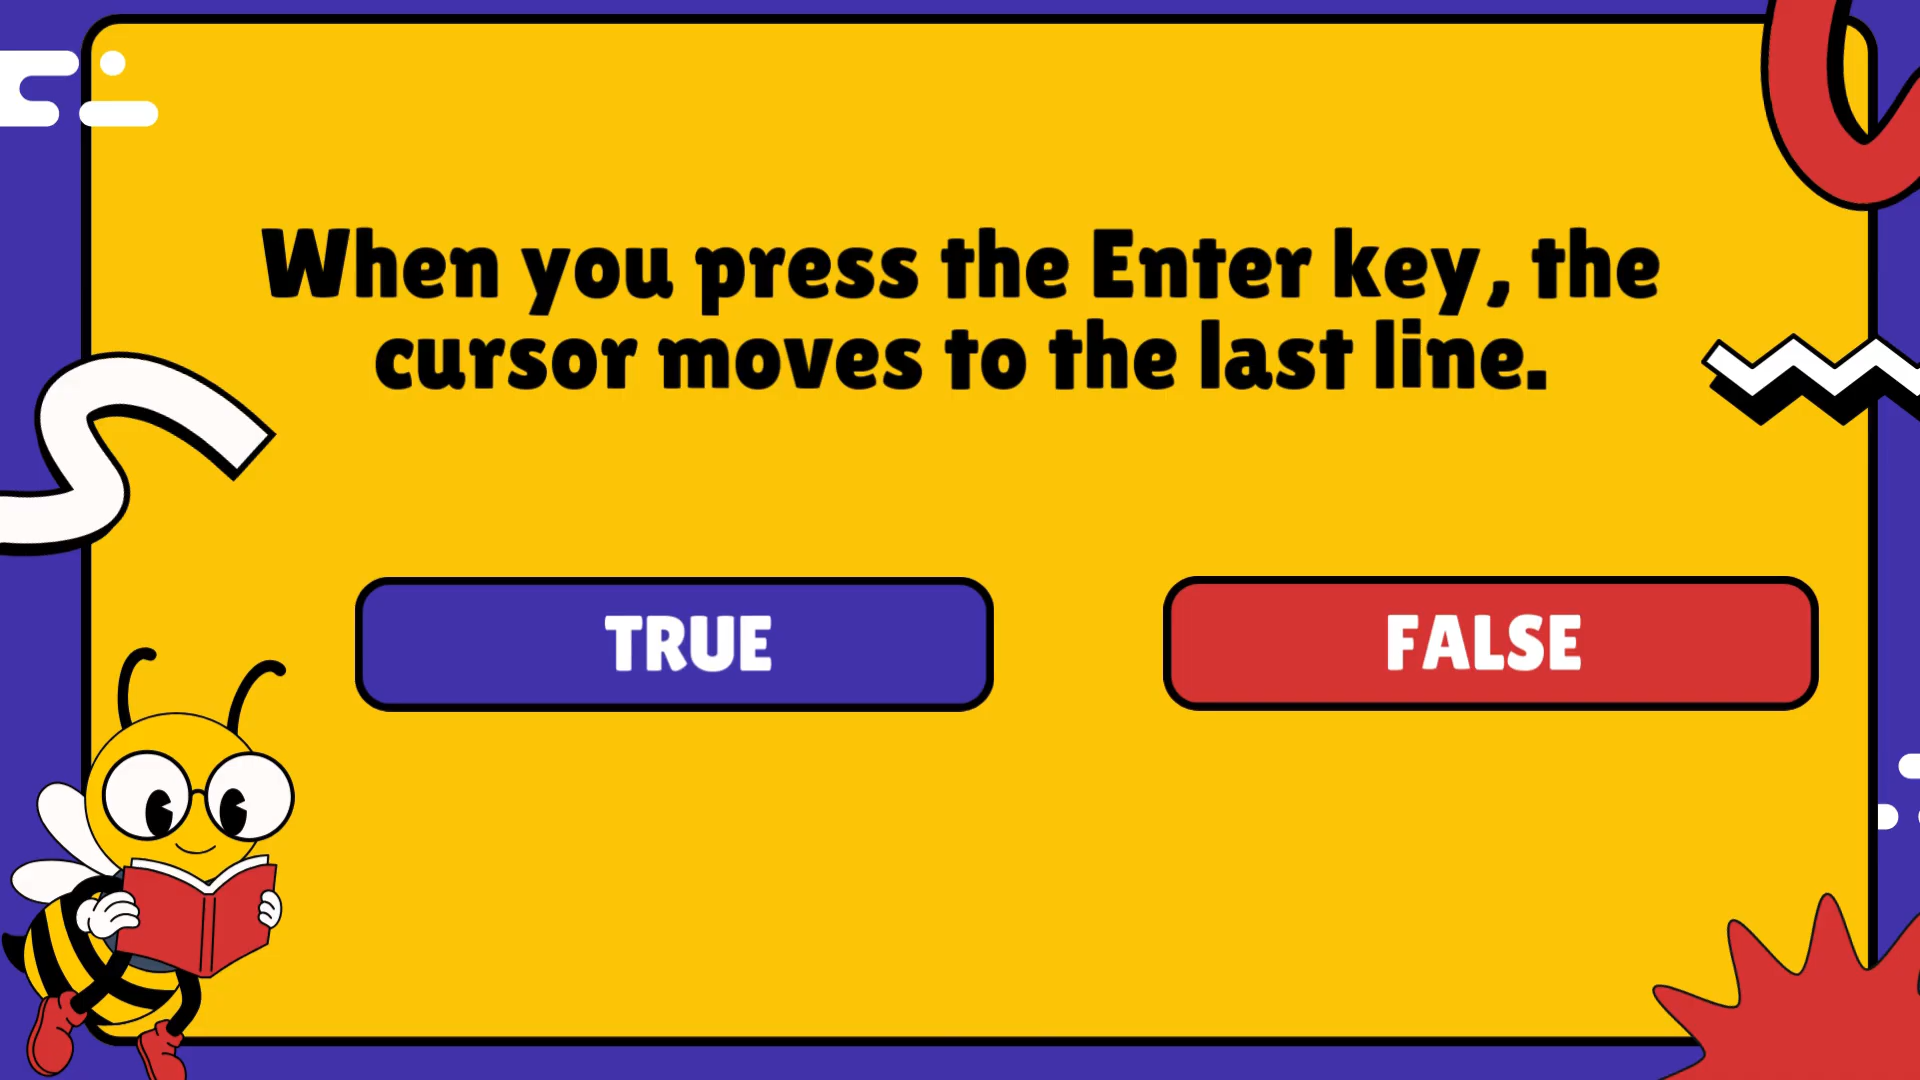 When you press the Enter key, the
cursor moves to the last line.
TRUE
FALSE